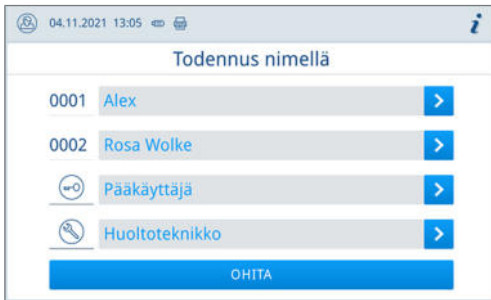 04.11.2021 13:05
i
Todennus nimellä
0001 Alex
0002 Rosa Wolke
Pääkäyttäjä
Huoltoteknikko
OHITA